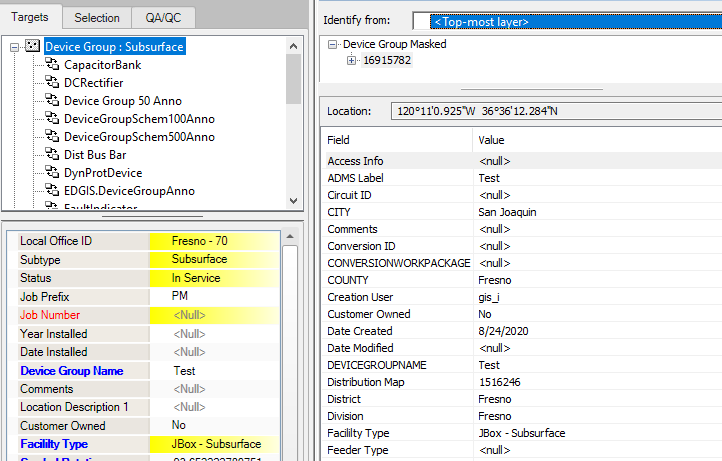 Targets Selection QA/QC
Device Group : Subsurface
CapacitorBank
DCRectifier
Device Group 50 Anno
DeviceGroupSchem100Anno
DeviceGroupSchem500Anno
Dist Bus Bar
DynProtDevice
EDGIS.DeviceGroupAnno
FaultIndicator
Local Office ID Fresno - 70
Subtype Subsurface
Status In Service
Job Prefix PM
Job Number <Null>
Year Installed <Null>
Date Installed <Null>
Device Group Name Test
Comments <Null>
Location Description 1 <Null>
Customer Owned No
Facililty Type JBox - Subsurface
Identify from: <Top-most layer>
Device Group Masked
16915782
Location: 120°11'0.925"W 36°36'12.284"N
Field Value
Access Info <null>
ADMS Label Test
Circuit ID <null>
CITY San Joaquin
Comments <null>
Conversion ID <null>
CONVERSIONWORKPACKAGE <null>
COUNTY Fresno
Creation User gis_i
Customer Owned No
Date Created 8/24/2020
Date Modified <null>
DEVICEGROUPNAME Test
Distribution Map 1516246
District Fresno
Division Fresno
Facililty Type JBox - Subsurface
Feeder Type <null>